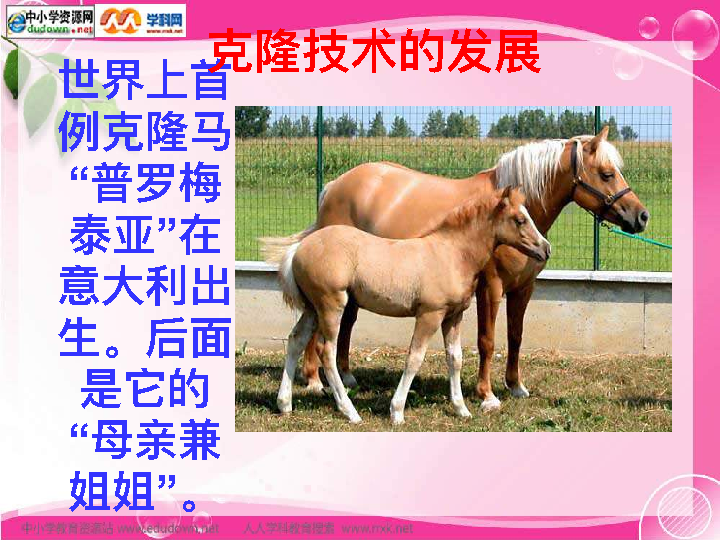 中小学资源网
dudown.net
学科网
克隆技术的发展
世界上首
例克隆马
“普罗梅
泰亚”在
意大利出
生。后面
是它的
“母亲兼
姐姐”。
中小学教育资源站 www.edudown.net 人人学科教育搜索 www.rrxk.net